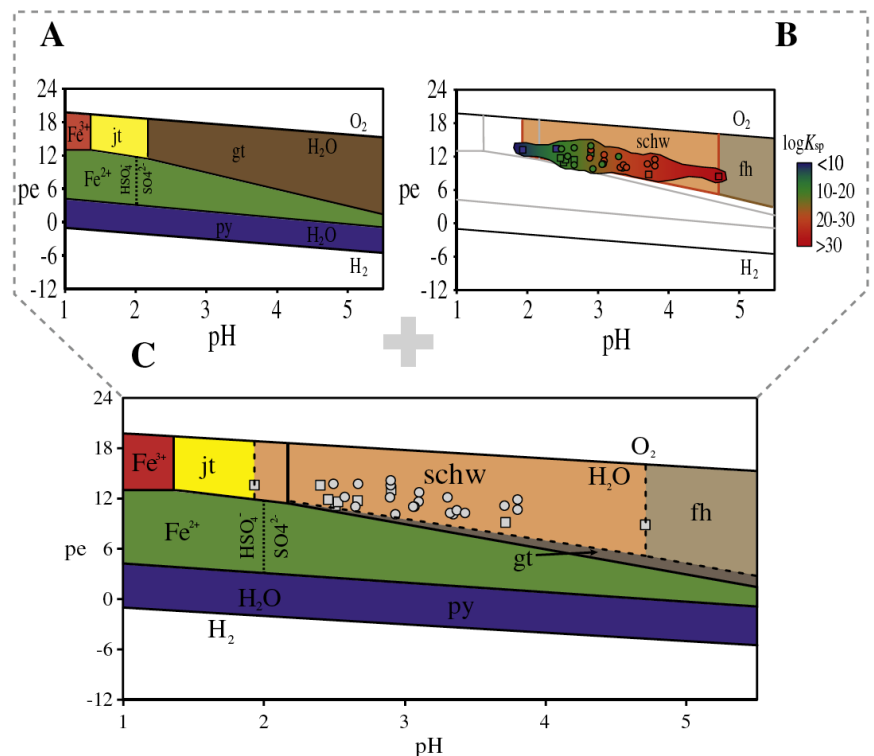 A
24
18
12
6
0
-6
-12
pe
Fe3+
jt
gt
H2O
O2
Fe2+
HSO4-
SO42-
py
H2O
H2
1
2
3
4
5
pH
B
24
18
12
6
0
-6
-12
pe
O2
schw
fh
H2
1
2
3
4
5
pH
logKsp
<10
10-20
20-30
>30
C
24
18
12
6
0
-6
-12
pe
Fe3+
jt
schw
O2
H2O
fh
Fe2+
HSO4-
SO42-
gt
H2O
py
H2
1
2
3
4
5
pH